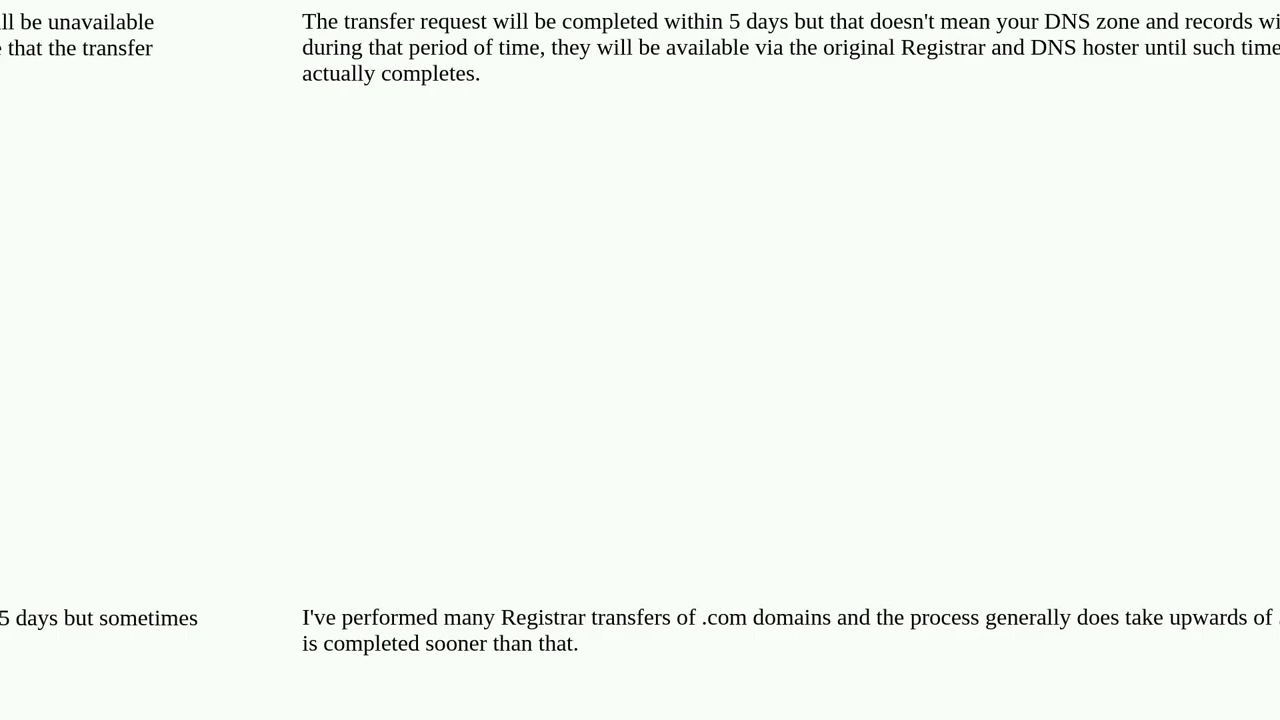 ll be unavailable
that the transfer
The transfer request will be completed within 5 days but that doesn't mean your DNS zone and records
during that period of time, they will be available via the original Registrar and DNS hoster until such time
actually completes.
5 days but sometimes
I've performed many Registrar transfers of .com domains and the process generally does take upwards of
is completed sooner than that.